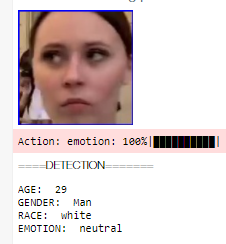 Action: emotion: 100%|██████████|
====DETECTION=======
AGE: 29
GENDER: Man
RACE: white
EMOTION: neutral